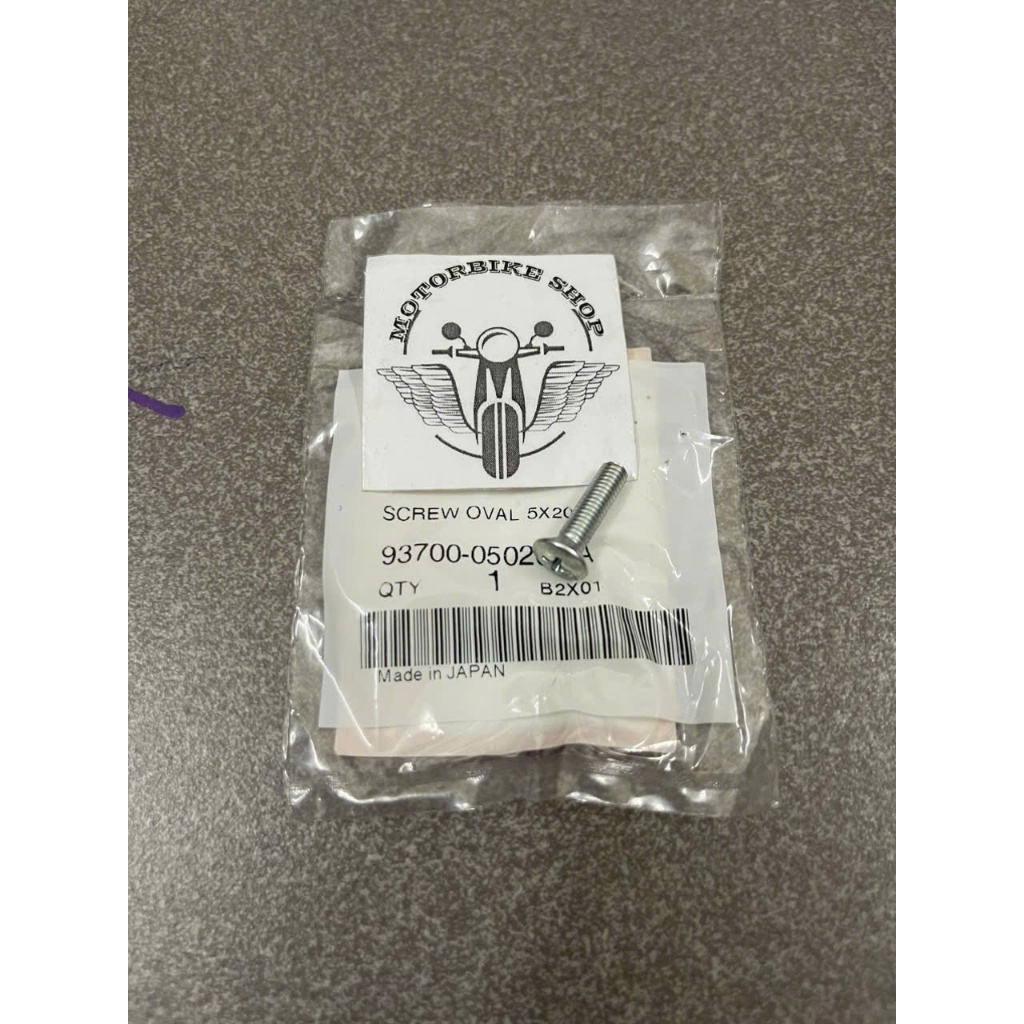 MOTORBIKE SHOP
SCREW OVAL 5X20
93700-0502 A
QTY 1 B2X01
Made in JAPAN